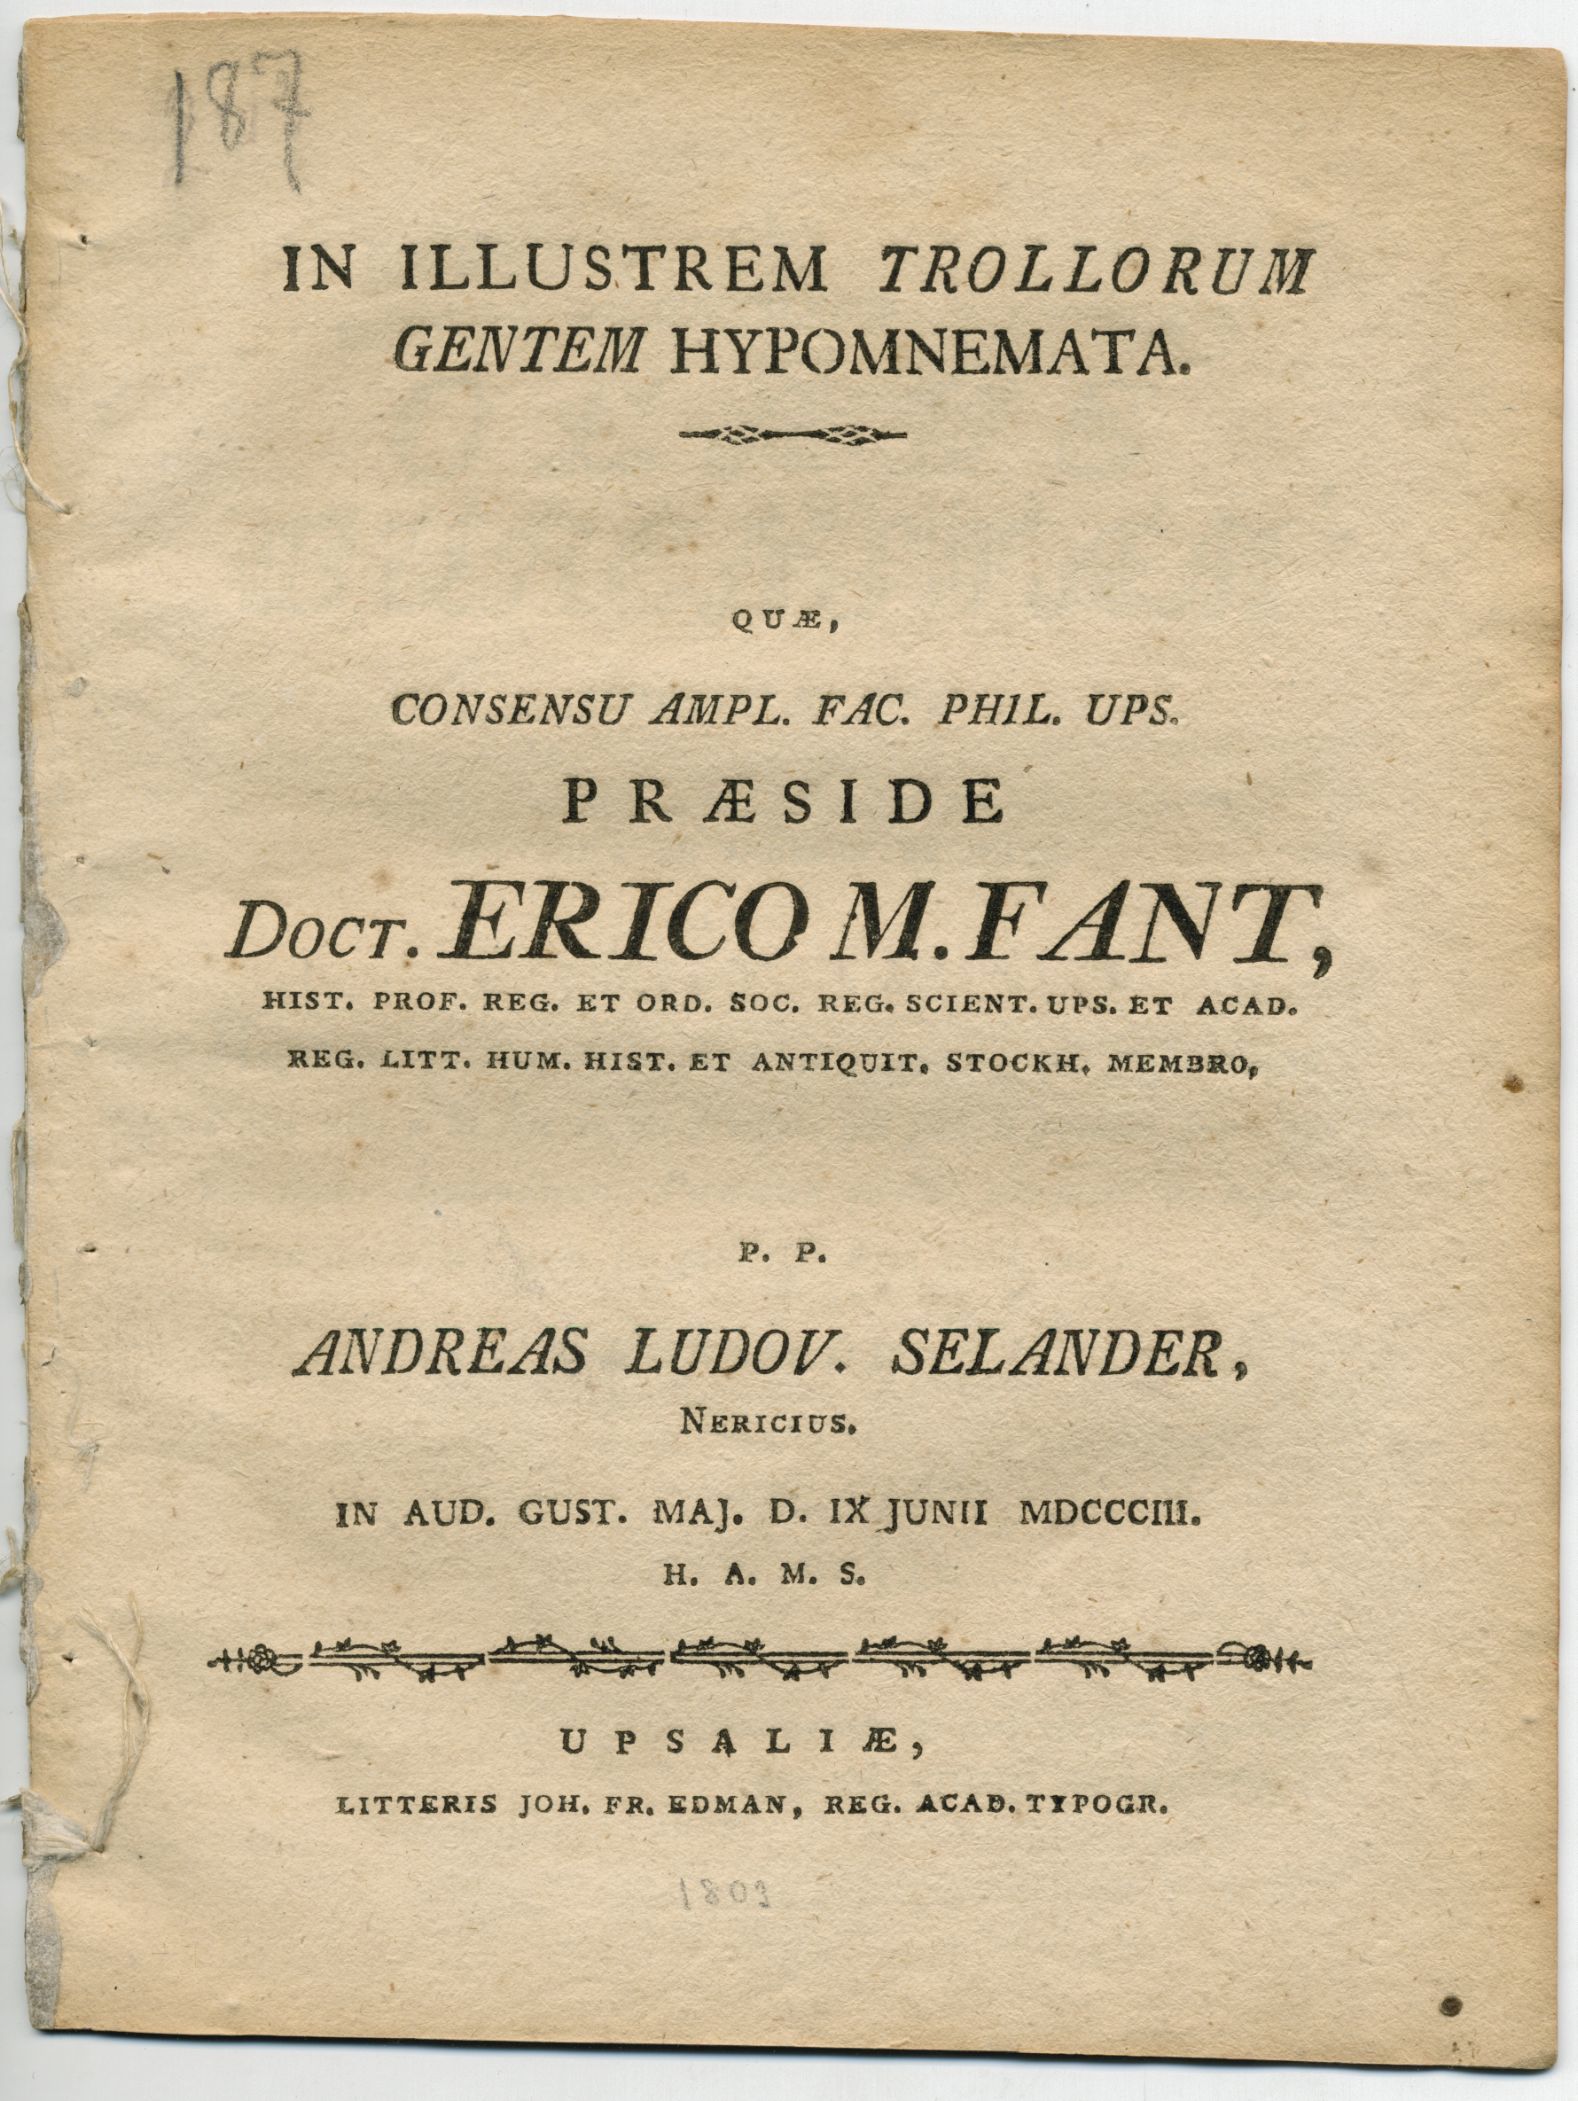 187
IN ILLUSTREM TROLLORUM
GENTEM HYPOMNEMATA.
QUÆ,
CONSENSU AMPL. FAC. PHIL. UPS.
PRÆSIDE
DOCT. ERICO M. FANT,
HIST. PROF. REG. ET ORD. SOC. REG. SCIENT. UPS. ET ACAD.
REG. LITT. HUM. HIST. ET ANTIQUIT. STOCKH. MEMBRO,
P. P.
ANDREAS LUDOV. SELANDER,
NERICIUS.
IN AUD. GUST. MAJ. D. IX JUNII MDCCCIII.
H. A. M. S.
UPSALIÆ,
LITTERIS JOH. FR. EDMAN, REG. ACAD. TYPOGR.
1803